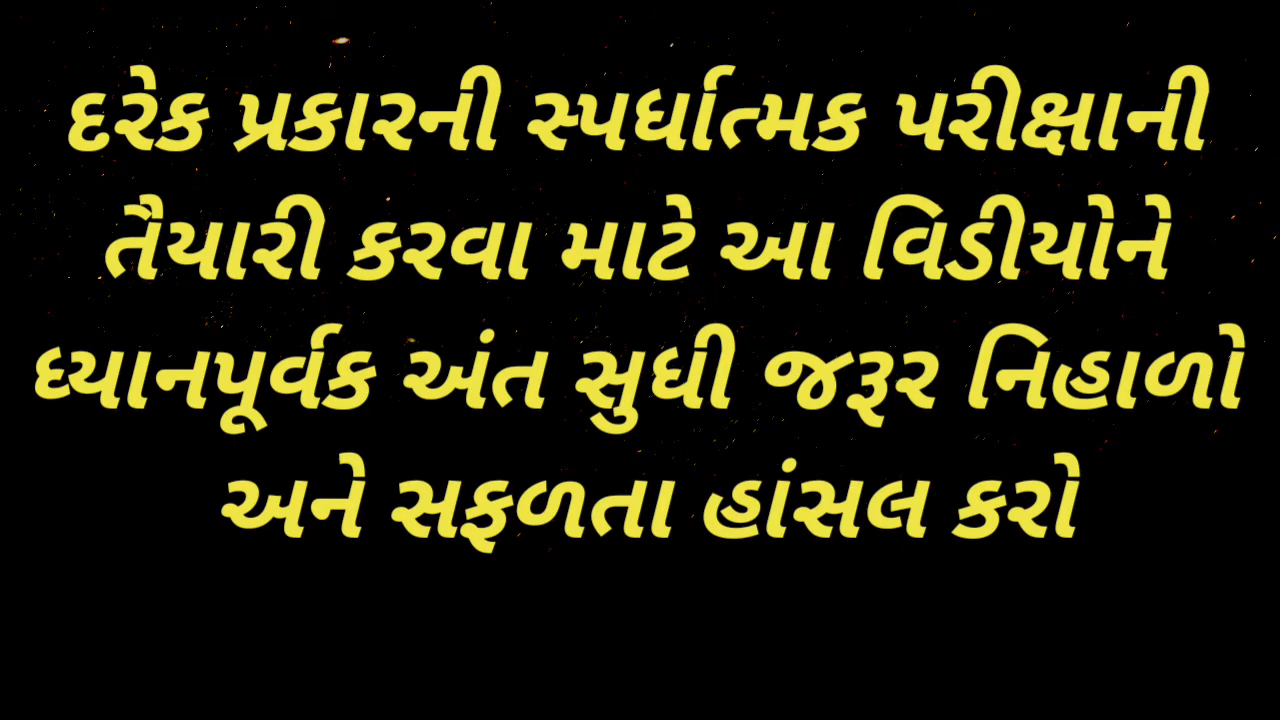 દરેક પ્રકારની સ્પર્ધાત્મક પરીક્ષાની
તૈયારી કરવા માટે આ વિડીયોને
ધ્યાનપૂર્વક અંત સુધી જરૂર નિહાળો
અને સફળતા હાંસલ કરો